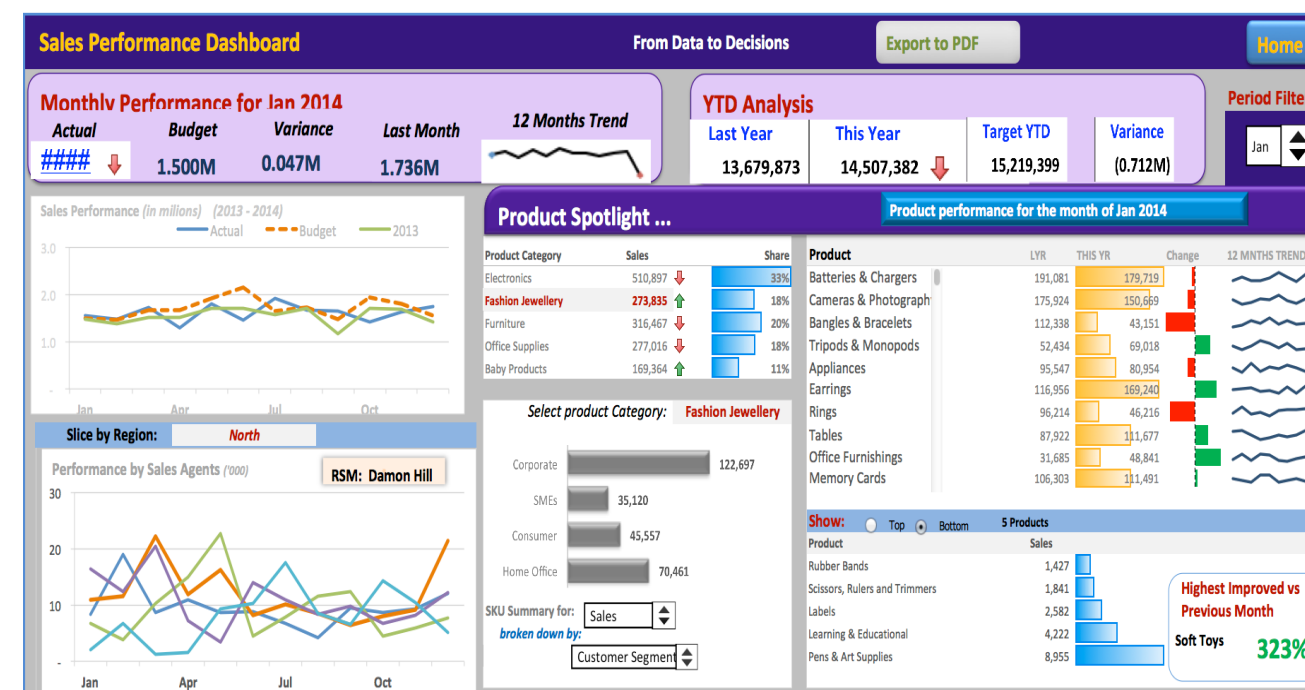 Sales Performance Dashboard
From Data to Decisions
Export to PDF
Home
Monthly Performance for Jan 2014
Actual Budget Variance Last Month 12 Months Trend
#### 1.500M 0.047M 1.736M
YTD Analysis
Last Year This Year Target YTD Variance
13,679,873 14,507,382 15,219,399 (0.712M)
Period Filte
Jan
Sales Performance (in milions) (2013 - 2014)
Actual Budget 2013
3.0
2.0
1.0
-
Jan Apr Jul Oct
Slice by Region: North
Performance by Sales Agents ('000)
RSM: Damon Hill
30
20
10
-
Jan Apr Jul Oct
Product Spotlight ...
Product performance for the month of Jan 2014
Product Category Sales Share
Electronics 510,897 33%
Fashion Jewellery 273,835 18%
Furniture 316,467 20%
Office Supplies 277,016 18%
Baby Products 169,364 11%
Select product Category: Fashion Jewellery
Corporate 122,697
SMEs 35,120
Consumer 45,557
Home Office 70,461
SKU Summary for: Sales
broken down by:
Customer Segment
Product LYR THIS YR Change 12 MNTHS TREND
Batteries & Chargers 191,081 179,719
Cameras & Photograph 175,924 150,669
Bangles & Bracelets 112,338 43,151
Tripods & Monopods 52,434 69,018
Appliances 95,547 80,954
Earrings 116,956 169,240
Rings 96,214 46,216
Tables 87,922 111,677
Office Furnishings 31,685 48,841
Memory Cards 106,303 111,491
Show: Top Bottom 5 Products
Product Sales
Rubber Bands 1,427
Scissors, Rulers and Trimmers 1,841
Labels 2,582
Learning & Educational 4,222
Pens & Art Supplies 8,955
Highest Improved vs
Previous Month
Soft Toys 323%